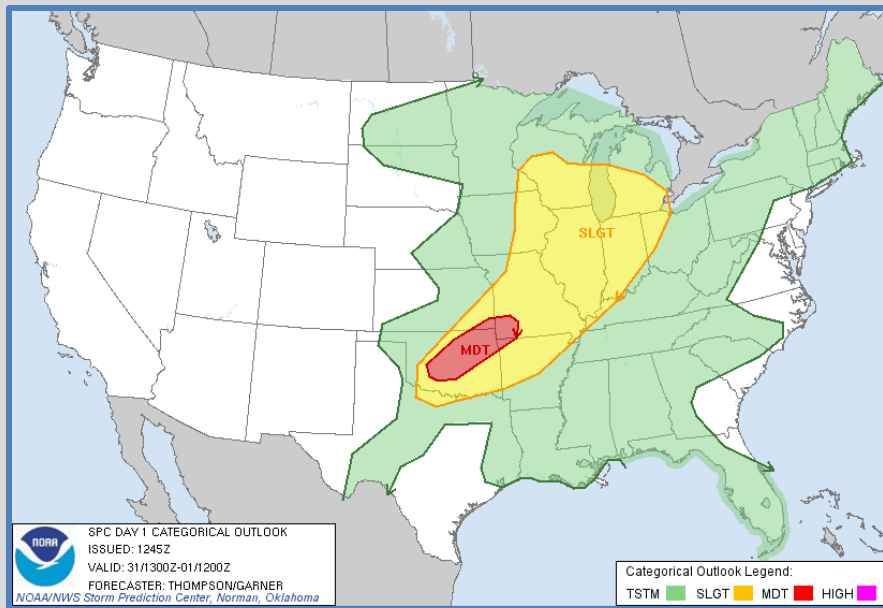 SLGT
MDT
NOAA
SPC DAY 1 CATEGORICAL OUTLOOK
ISSUED: 1245Z
VALID: 31/1300Z-01/1200Z
FORECASTER: THOMPSON/GARNER
NOAA/NWS Storm Prediction Center, Norman, Oklahoma
Categorical Outlook Legend:
TSTM SLGT MDT HIGH